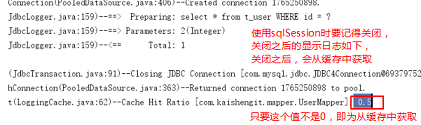 Connection(PooledDataSource.java:406)--Created connection 1765250898.
JdbcLogger.java:159)--==>  Preparing: select * from t_user WHERE id = ?
JdbcLogger.java:159)--==> Parameters: 2(Integer)
JdbcLogger.java:159)--<==      Total: 1
使用sqlSession时要记得关闭，
关闭之后的显示日志如下，
关闭之后，会从缓存中获取
(JdbcTransaction.java:91)--Closing JDBC Connection [com.mysql.jdbc.JDBC4Connection@69379752
hConnection(PooledDataSource.java:363)--Returned connection 1765250898 to pool.
t(LoggingCache.java:62)--Cache Hit Ratio [com.kaishengit.mapper.UserMapper]: 0.5
只要这个值不是0，即为从缓存中获取